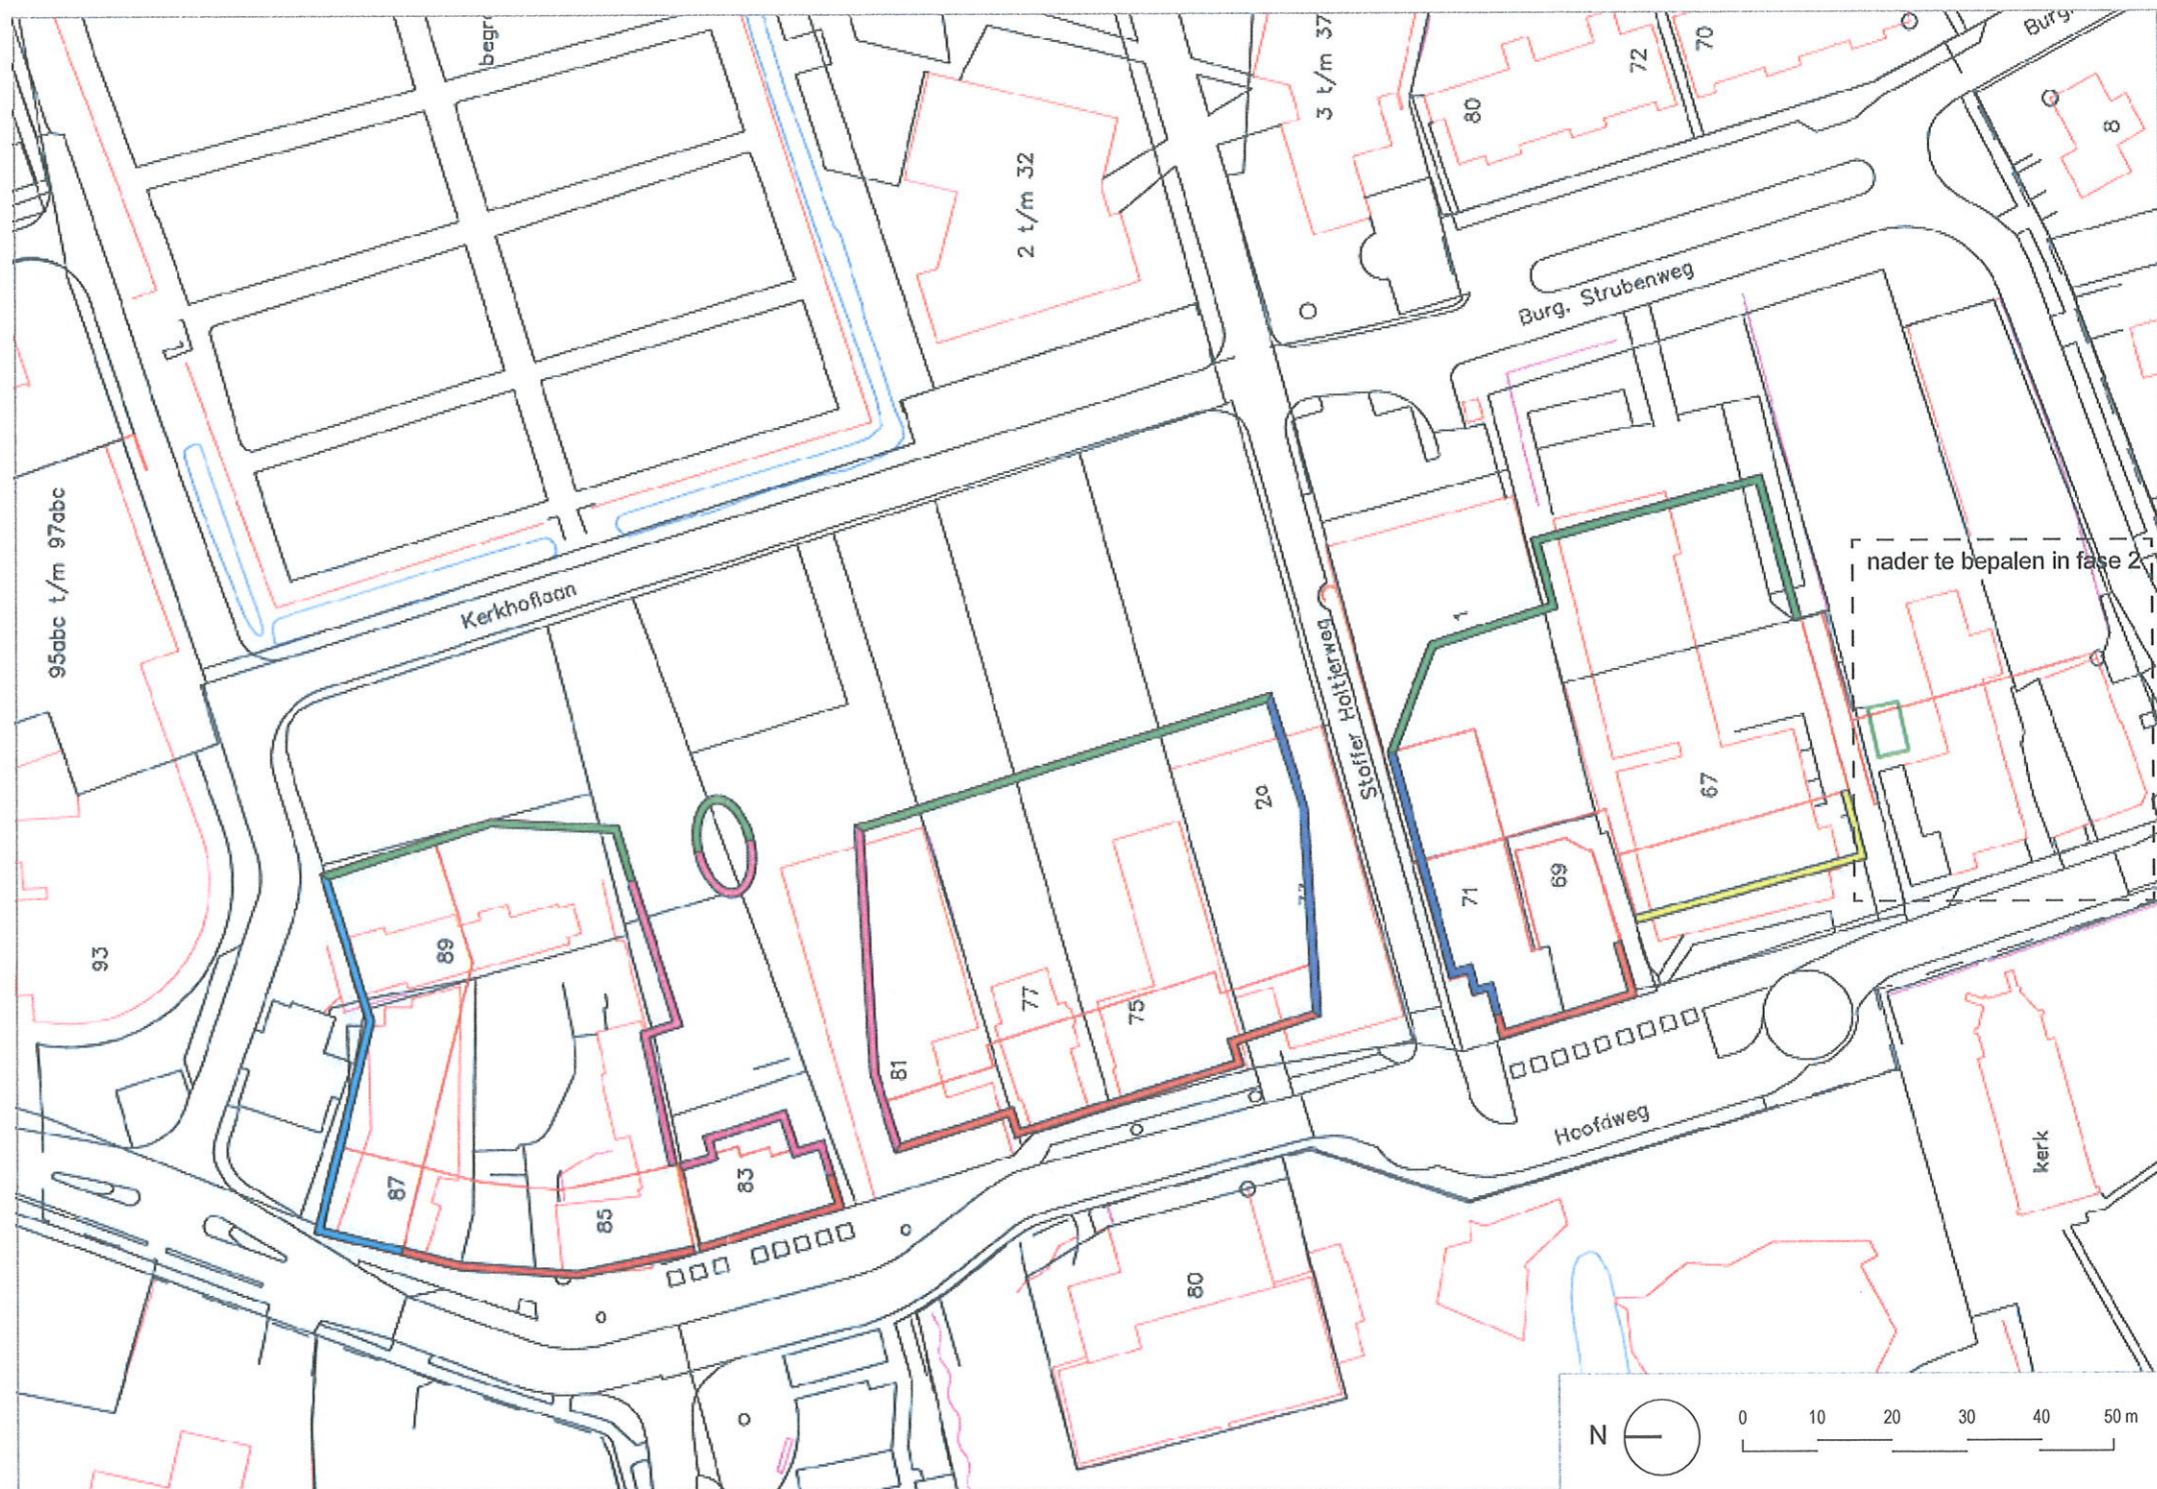 begr
3 t/m 37
72
70
Burg.
80
8
2 t/m 32
Burg. Strubenweg
95abc t/m 97abc
Kerkhoflaan
nader te bepalen in fase 2
1
Stoffer Holtjerweg
2a
67
93
89
71
69
77
75
81
Hoofdweg
kerk
87
85
83
80
N
0 10 20 30 40 50 m